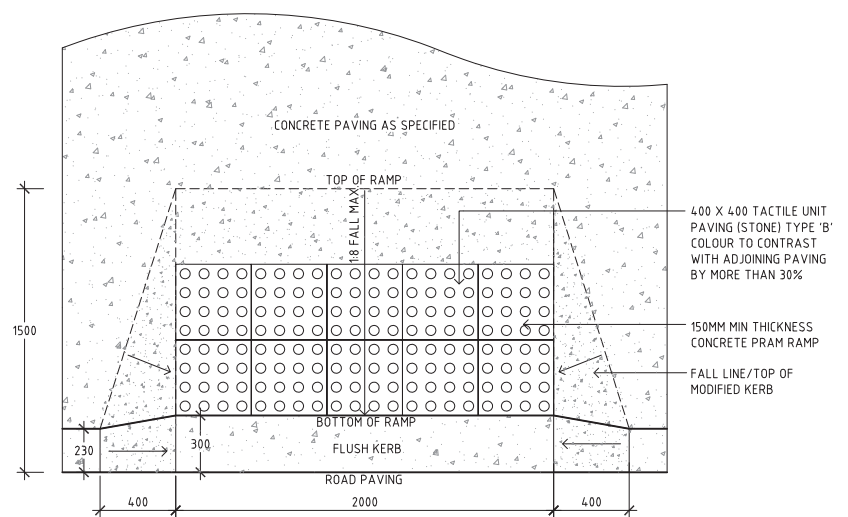 CONCRETE PAVING AS SPECIFIED
TOP OF RAMP
1:8 FALL MAX
400 X 400 TACTILE UNIT
PAVING (STONE) TYPE 'B'
COLOUR TO CONTRAST
WITH ADJOINING PAVING
BY MORE THAN 30%
1500
150MM MIN THICKNESS
CONCRETE PRAM RAMP
FALL LINE/TOP OF
MODIFIED KERB
BOTTOM OF RAMP
230
300
FLUSH KERB
ROAD PAVING
400
2000
400